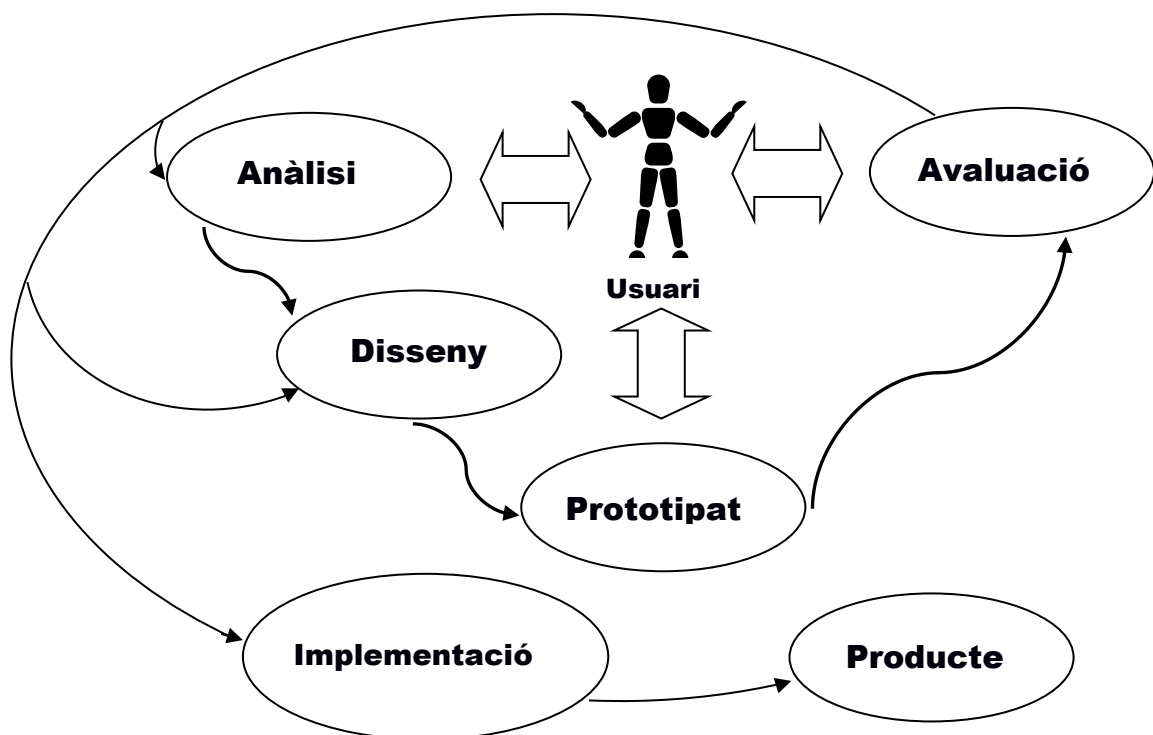 Anàlisi
Avaluació
Usuari
Disseny
Prototipat
Implementació
Producte